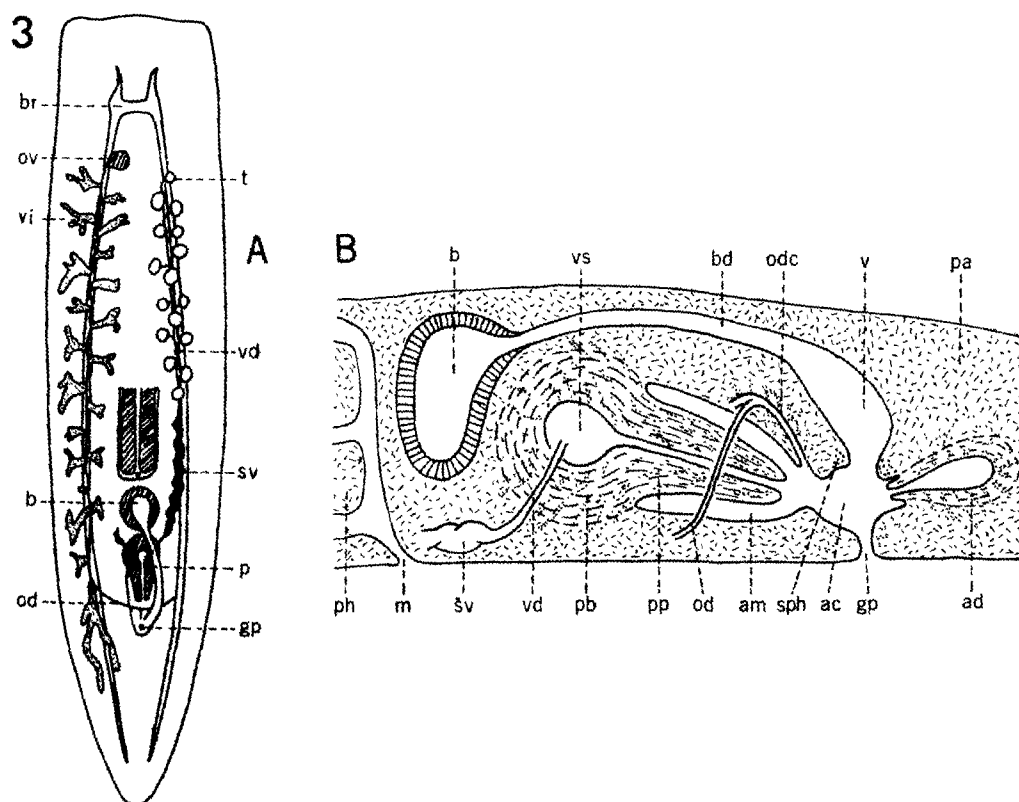 3
br
ov
vi
t
A
vd
sv
b
p
od
gp
B
b vs bd odc v pa
ph m sv vd pb pp od am sph ac gp ad